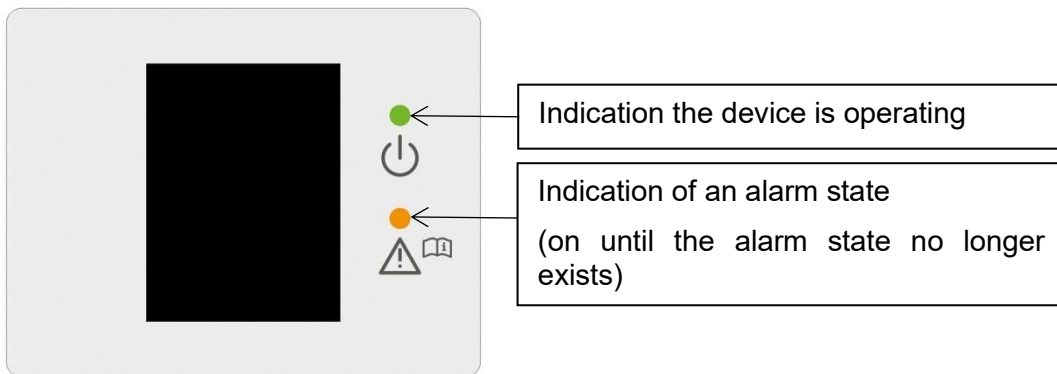 Indication the device is operating
Indication of an alarm state
(on until the alarm state no longer
exists)